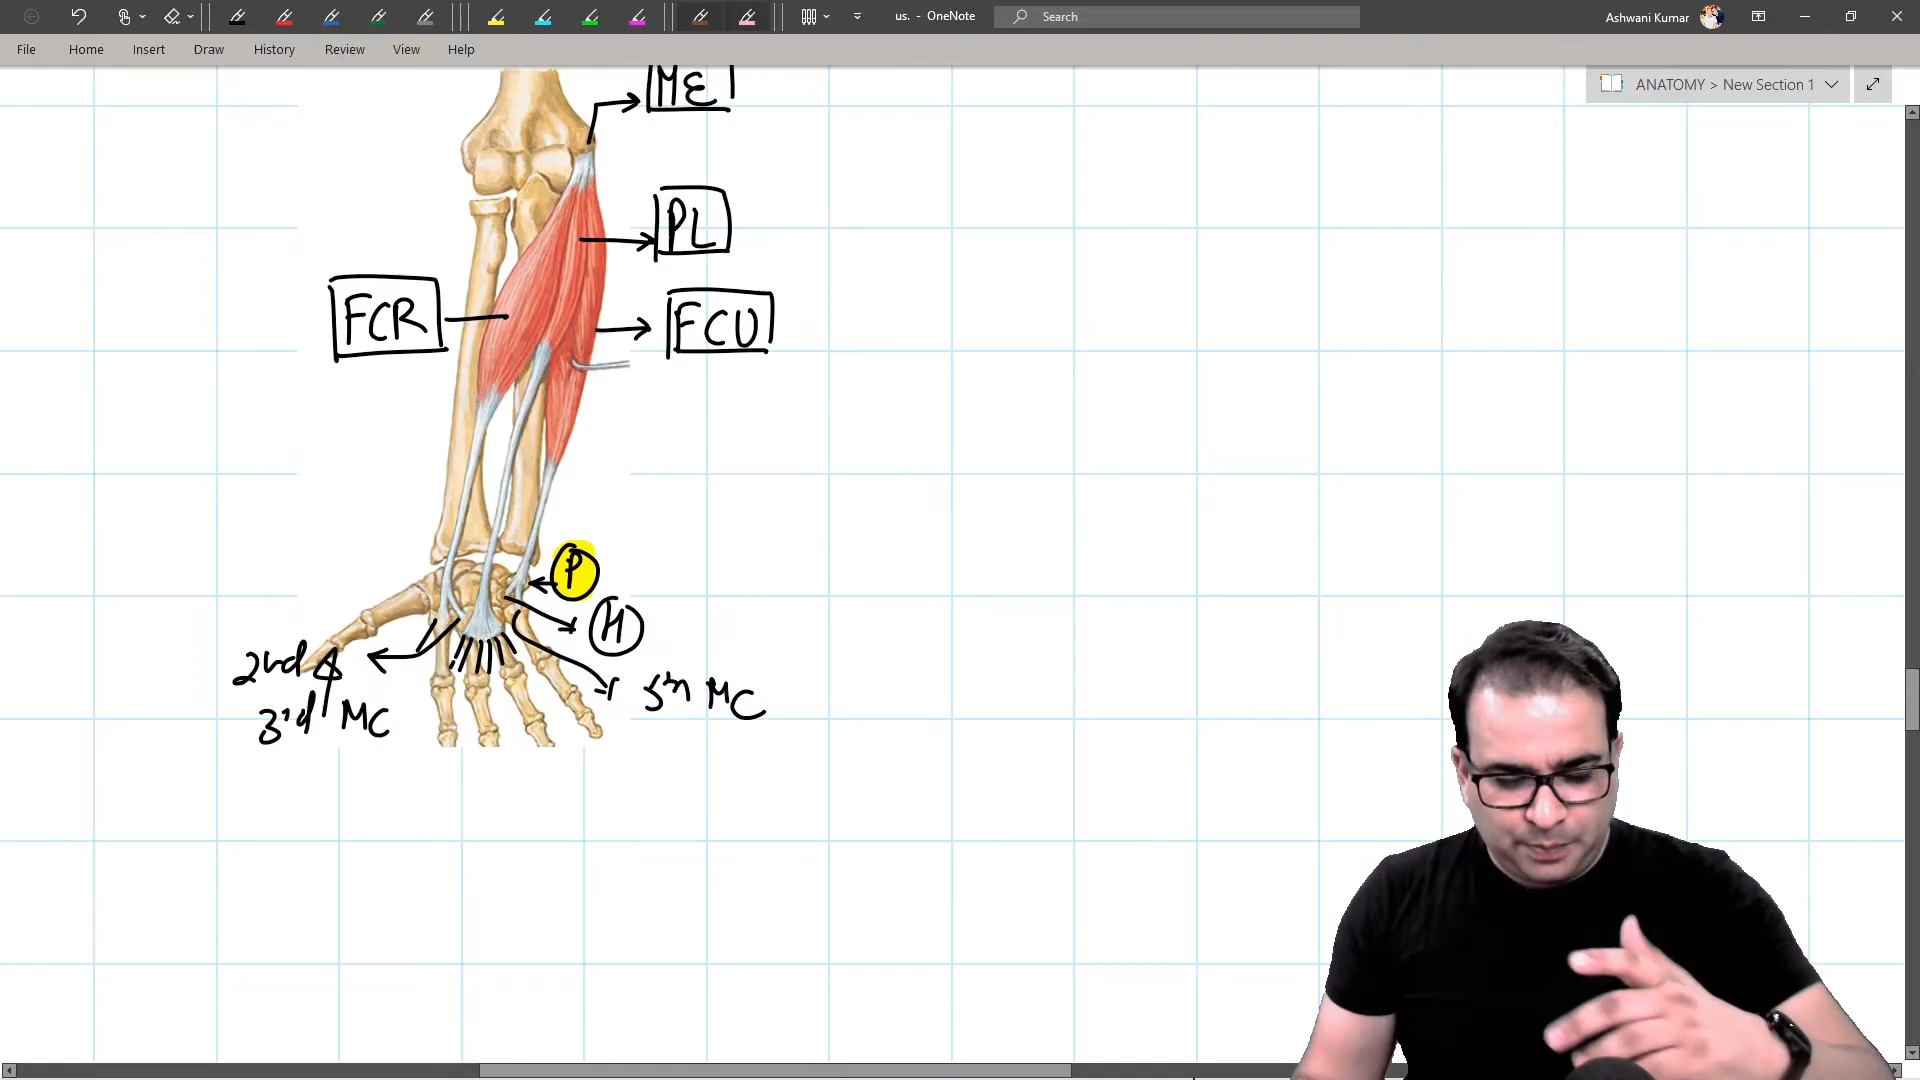 us. - OneNote
Search
Ashwani Kumar
File Home Insert Draw History Review View Help
ANATOMY > New Section 1
ME
PL
FCR
FCU
P
H
2nd
3rd MC
5th MC